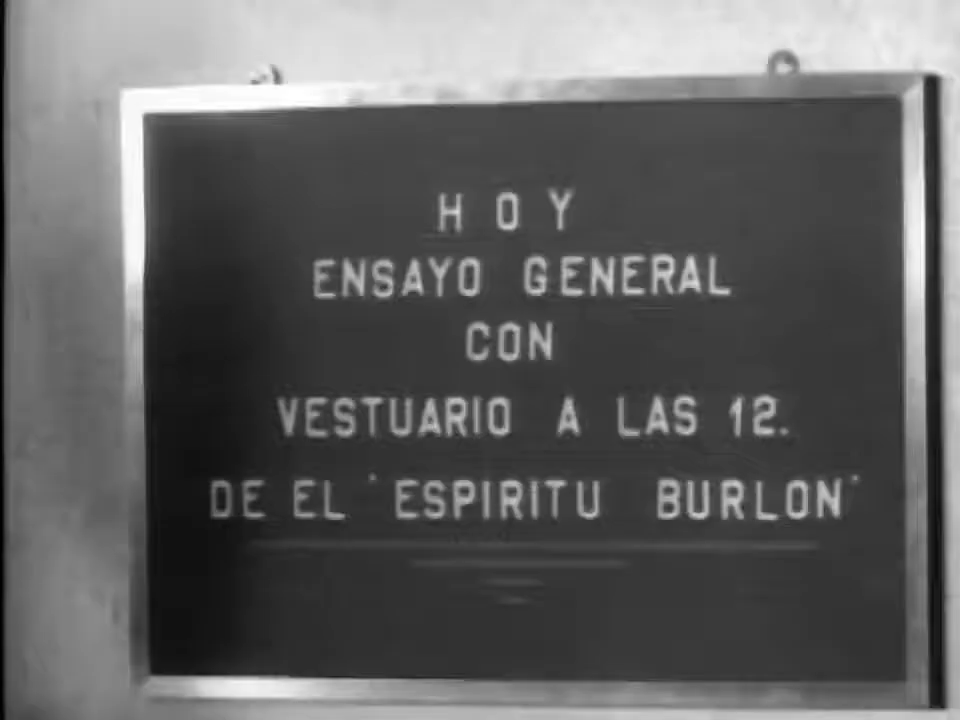 HOY
ENSAYO GENERAL
CON
VESTUARIO A LAS 12.
DE EL "ESPIRITU BURLON"